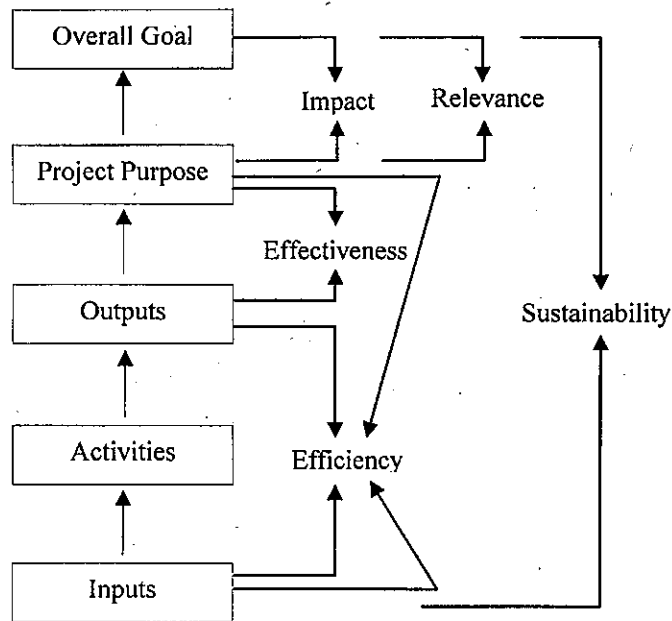 Overall Goal
Impact
Relevance
Project Purpose
Effectiveness
Outputs
Sustainability
Activities
Efficiency
Inputs